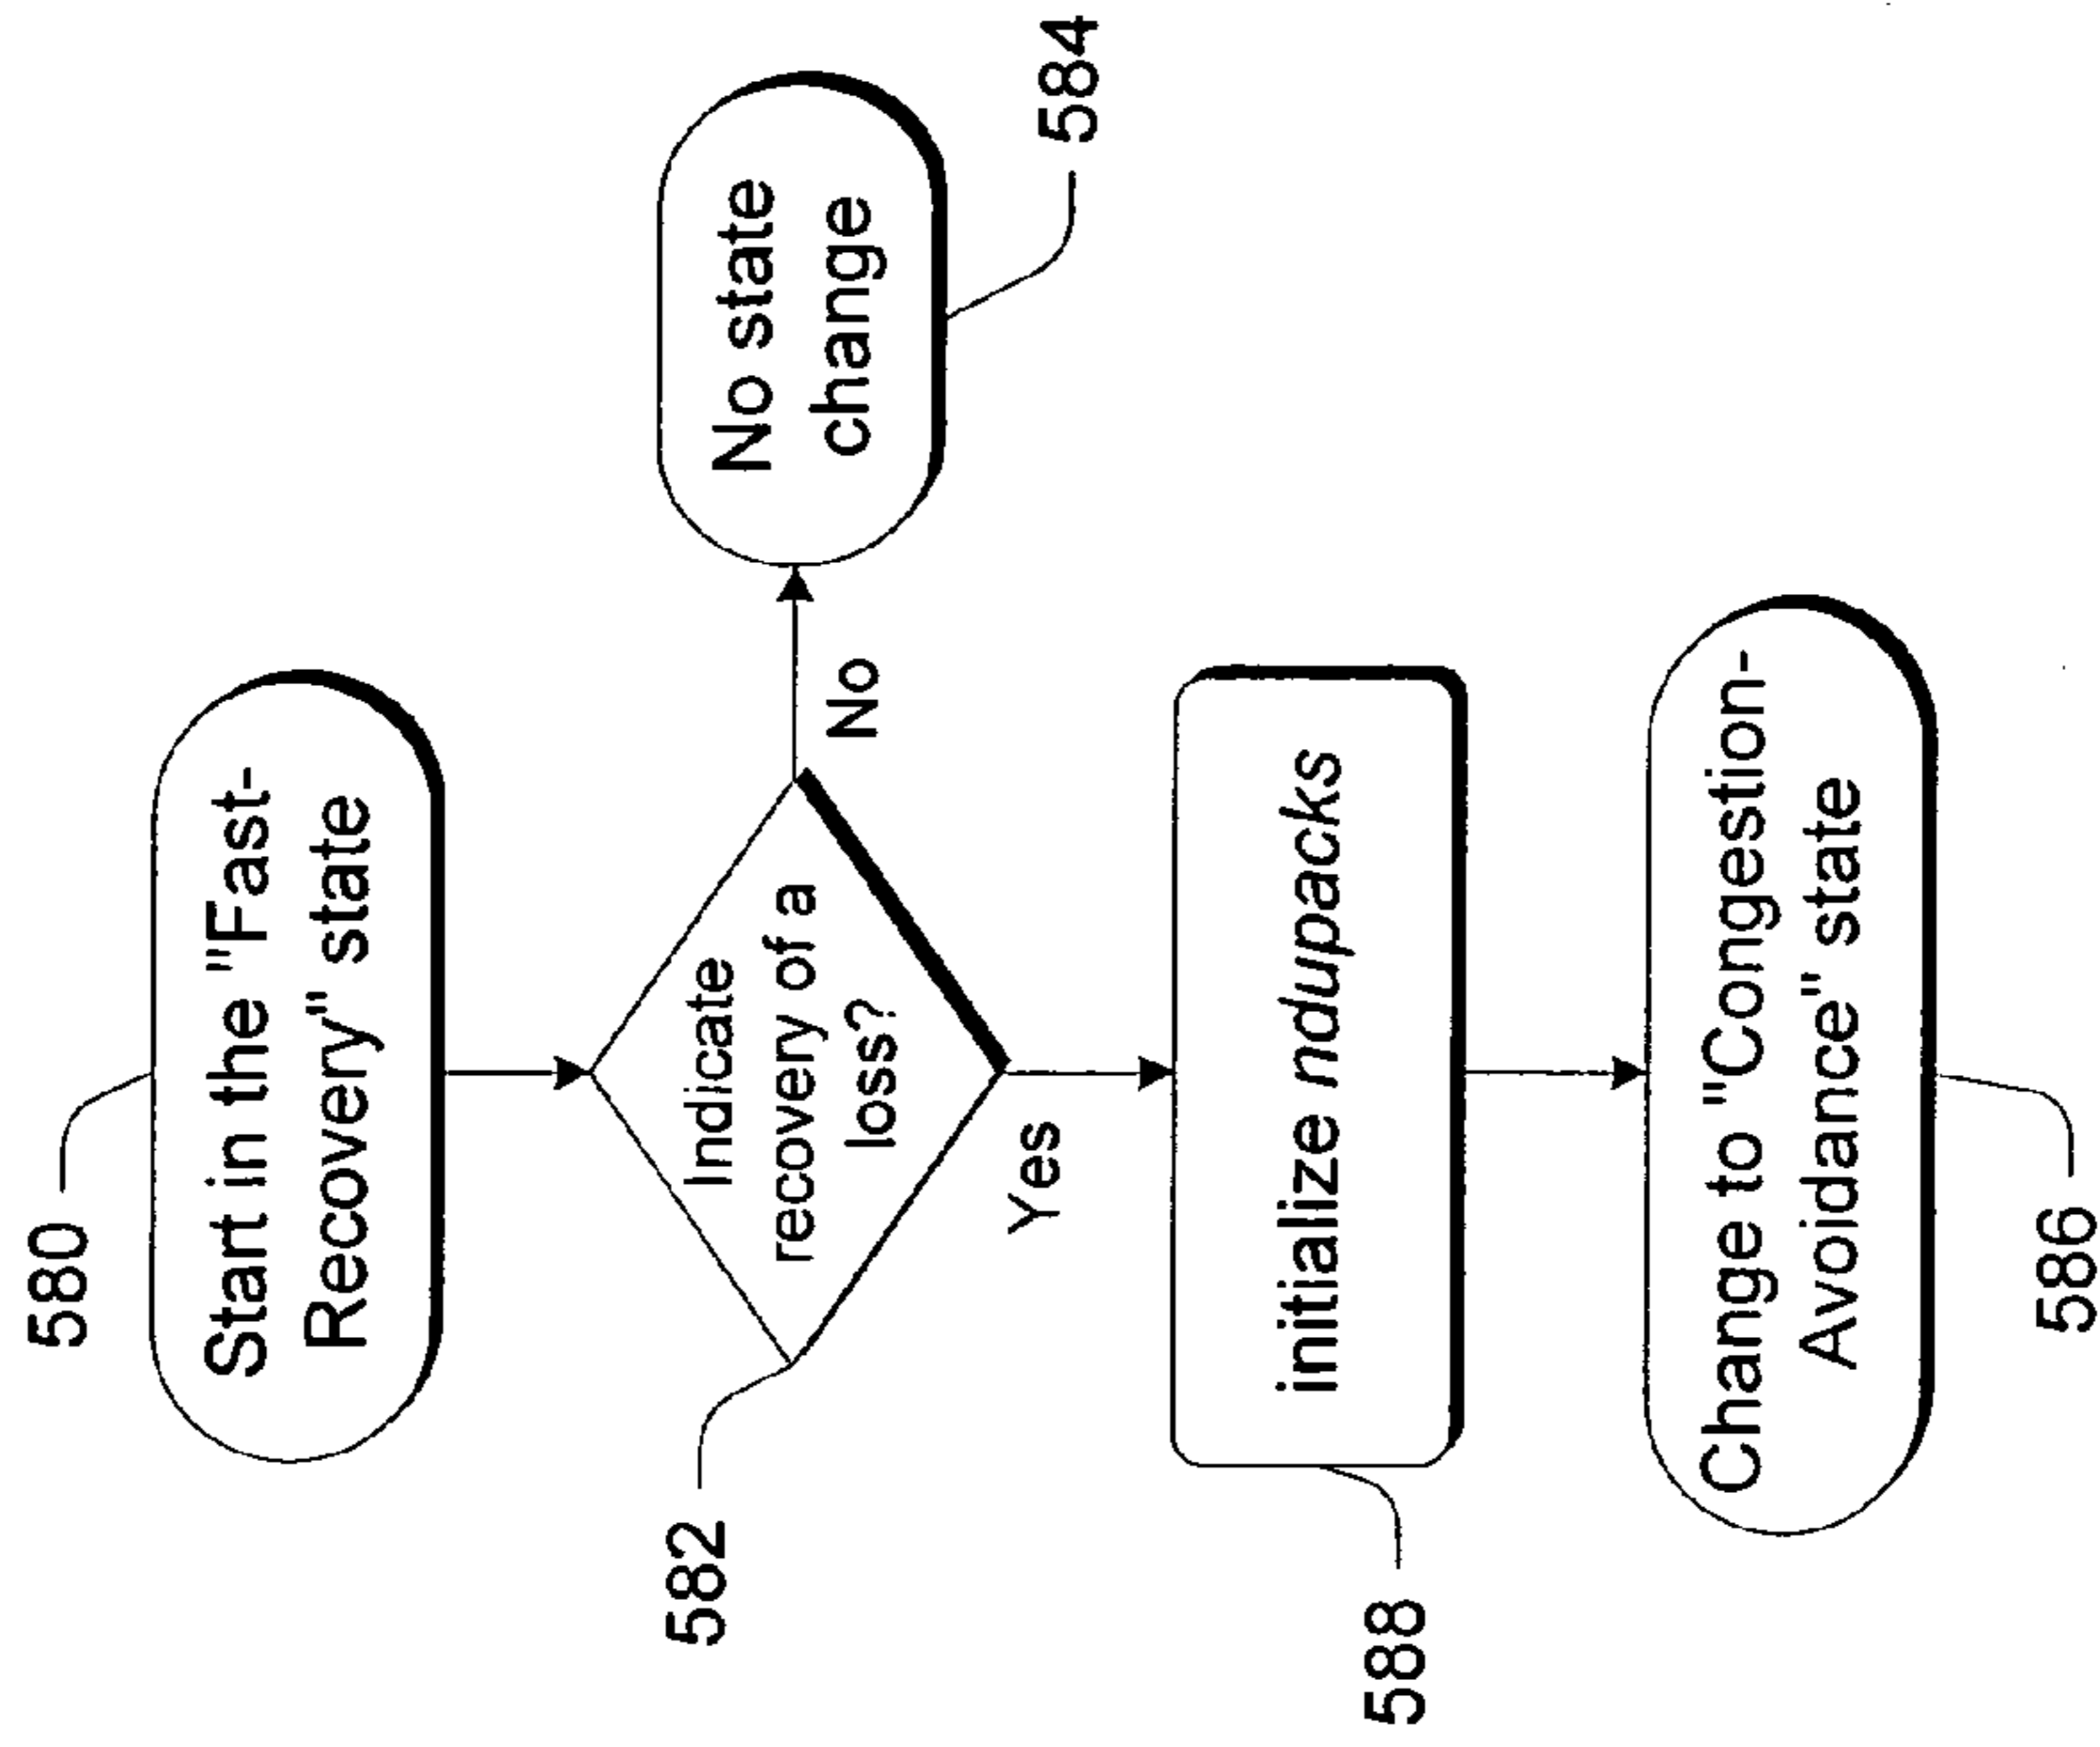 580
Start in the "Fast-
Recovery" state
582
Indicate
recovery of a
loss?
No
No state
change
584
Yes
588
initialize ndupacks
Change to "Congestion-
Avoidance" state
586